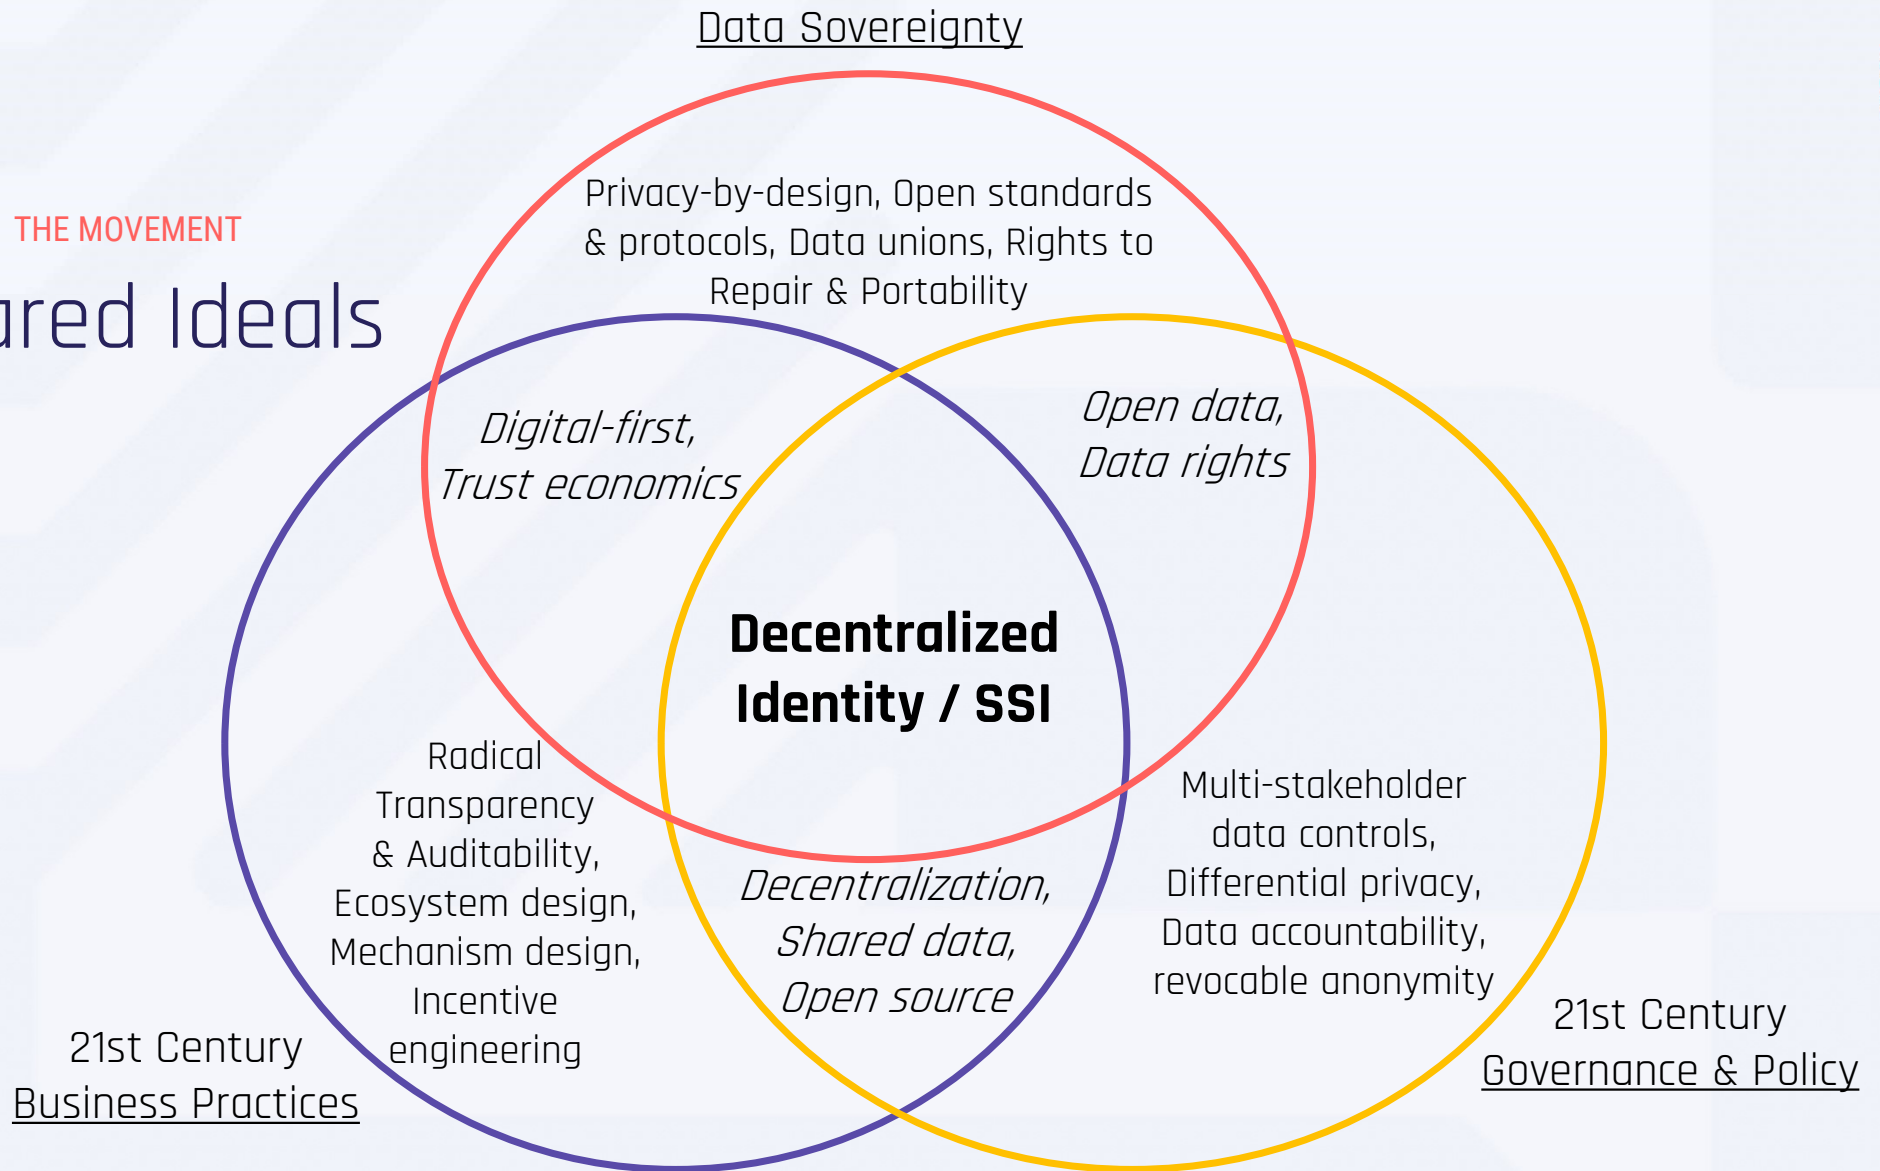 Data Sovereignty
THE MOVEMENT
ared Ideals
Privacy-by-design, Open standards
& protocols, Data unions, Rights to
Repair & Portability
Digital-first,
Trust economics
Open data,
Data rights
Decentralized
Identity / SSI
Radical
Transparency
& Auditability,
Ecosystem design,
Mechanism design,
Incentive
engineering
Decentralization,
Shared data,
Open source
Multi-stakeholder
data controls,
Differential privacy,
Data accountability,
revocable anonymity
21st Century
Business Practices
21st Century
Governance & Policy